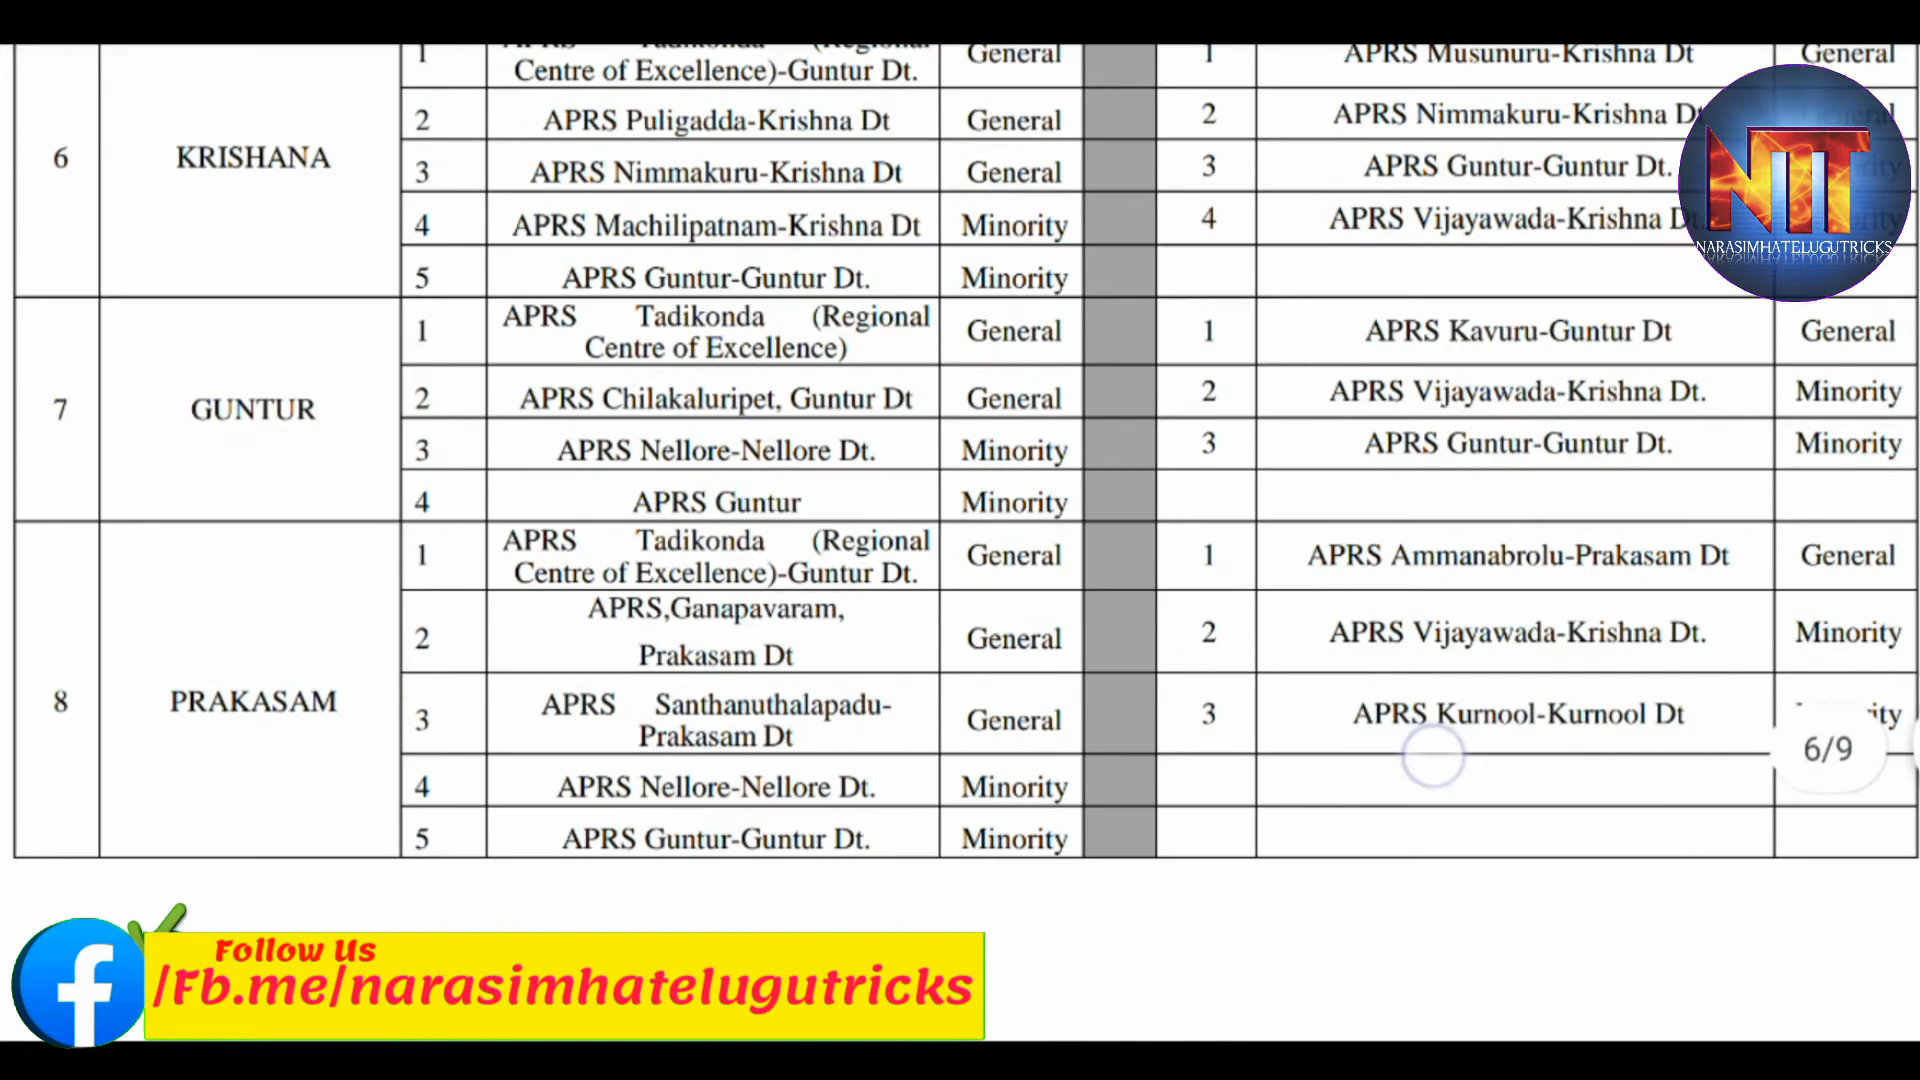 1 APRS Tadikonda (Regional General 1 APRS Musunuru-Krishna Dt General
Centre of Excellence)-Guntur Dt.
2 APRS Puligadda-Krishna Dt General 2 APRS Nimmakuru-Krishna Dt
6 KRISHANA 3 APRS Nimmakuru-Krishna Dt General 3 APRS Guntur-Guntur Dt.
4 APRS Machilipatnam-Krishna Dt Minority 4 APRS Vijayawada-Krishna Dt.
5 APRS Guntur-Guntur Dt. Minority
NIT
NARASIMHATELUGUTRICKS
1 APRS Tadikonda (Regional General 1 APRS Kavuru-Guntur Dt General
Centre of Excellence)
7 GUNTUR 2 APRS Chilakaluripet, Guntur Dt General 2 APRS Vijayawada-Krishna Dt. Minority
3 APRS Nellore-Nellore Dt. Minority 3 APRS Guntur-Guntur Dt. Minority
4 APRS Guntur Minority
1 APRS Tadikonda (Regional General 1 APRS Ammanabrolu-Prakasam Dt General
Centre of Excellence)-Guntur Dt.
2 APRS,Ganapavaram, General 2 APRS Vijayawada-Krishna Dt. Minority
Prakasam Dt
8 PRAKASAM 3 APRS Santhanuthalapadu- General 3 APRS Kurnool-Kurnool Dt
Prakasam Dt
6/9
4 APRS Nellore-Nellore Dt. Minority
5 APRS Guntur-Guntur Dt. Minority
Follow Us
/Fb.me/narasimhatelugutricks